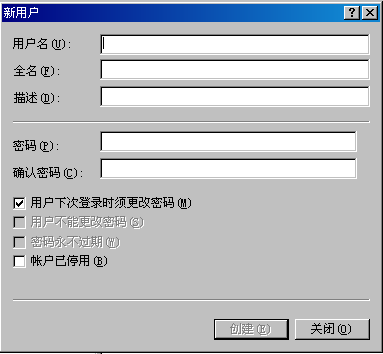 新用户
用户名(U):
全名(F):
描述(D):
密码(P):
确认密码(C):
用户下次登录时须更改密码(M)
用户不能更改密码(S)
密码永不过期(W)
帐户已停用(B)
创建(E) 关闭(O)